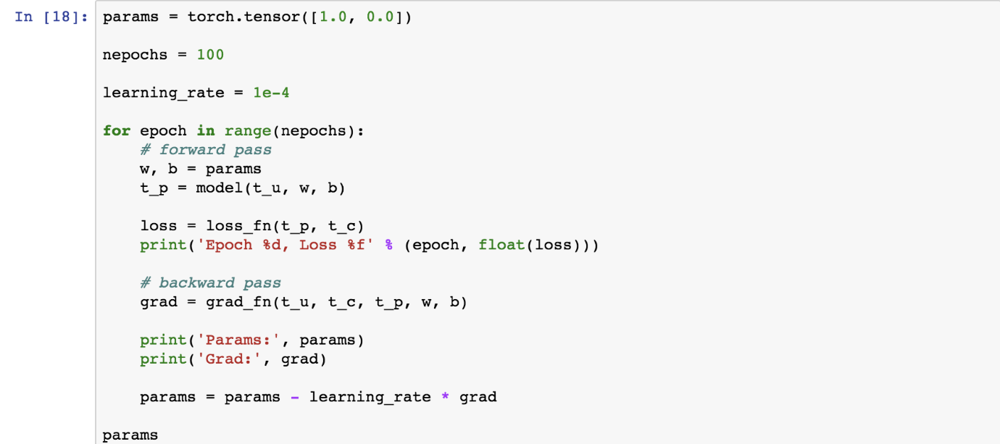 In [18]: params = torch.tensor([1.0, 0.0])
nepochs = 100
learning_rate = 1e-4
for epoch in range(nepochs):
    # forward pass
    w, b = params
    t_p = model(t_u, w, b)
    loss = loss_fn(t_p, t_c)
    print('Epoch %d, Loss %f' % (epoch, float(loss)))
    # backward pass
    grad = grad_fn(t_u, t_c, t_p, w, b)
    print('Params:', params)
    print('Grad:', grad)
    params = params - learning_rate * grad
params